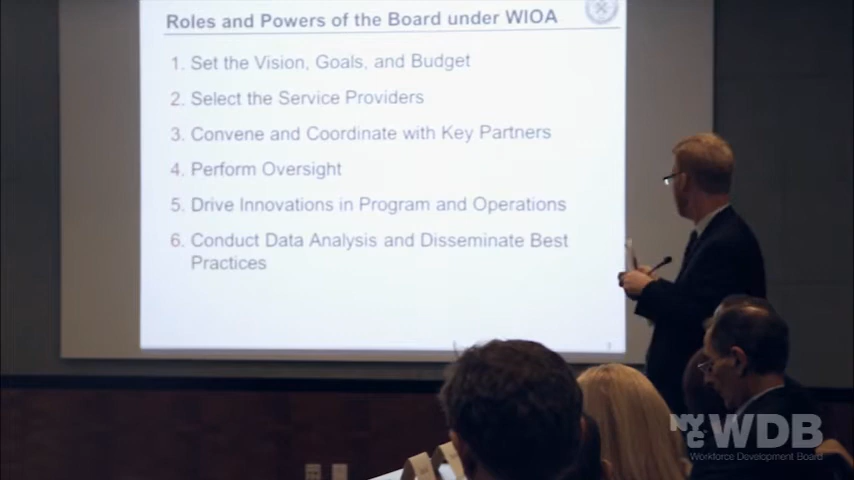 Roles and Powers of the Board under WIOA
1. Set the Vision, Goals, and Budget
2. Select the Service Providers
3. Convene and Coordinate with Key Partners
4. Perform Oversight
5. Drive Innovations in Program and Operations
6. Conduct Data Analysis and Disseminate Best
Practices
NYC WDB
Workforce Development Board